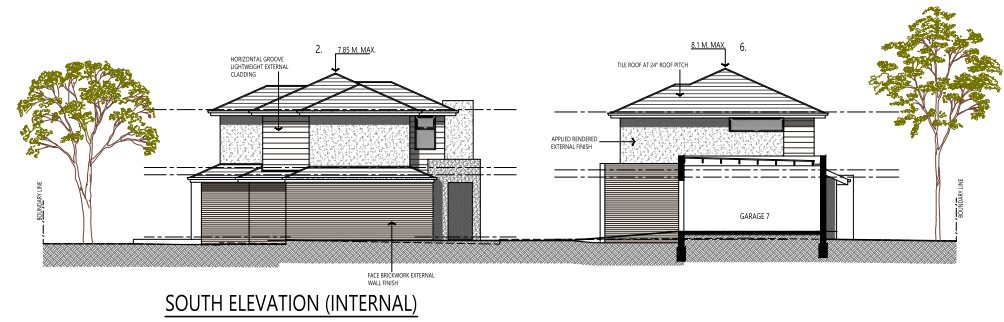 2.
7.85 M. MAX.
HORIZONTAL GROOVE
LIGHTWEIGHT EXTERNAL
CLADDING
8.1 M. MAX.
6.
TILE ROOF AT 24° ROOF PITCH
APPLIED RENDERED
EXTERNAL FINISH
BOUNDARY LINE
BOUNDARY LINE
GARAGE 7
FACE BRICKWORK EXTERNAL
WALL FINISH
SOUTH ELEVATION (INTERNAL)